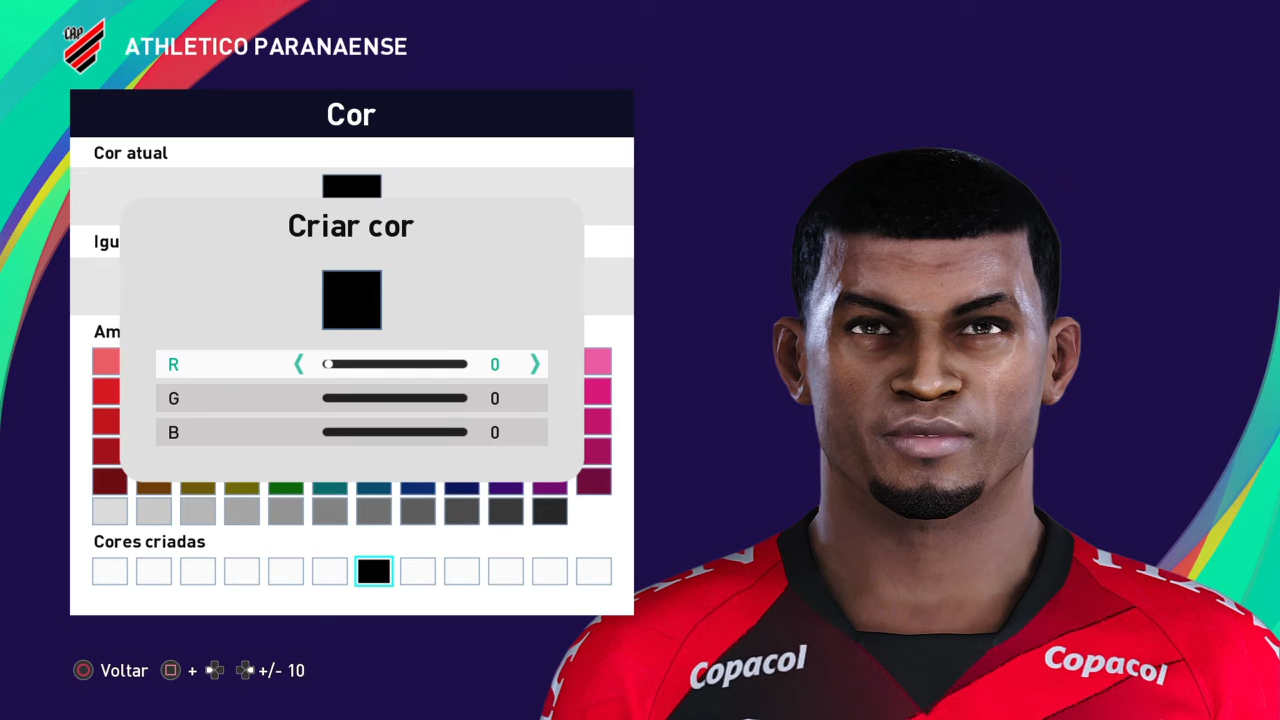 CAP
ATHLETICO PARANAENSE
Cor
Cor atual
Criar cor
Igu
Am
R 0
G 0
B 0
Cores criadas
Voltar + +/- 10
Copacol
Copacol